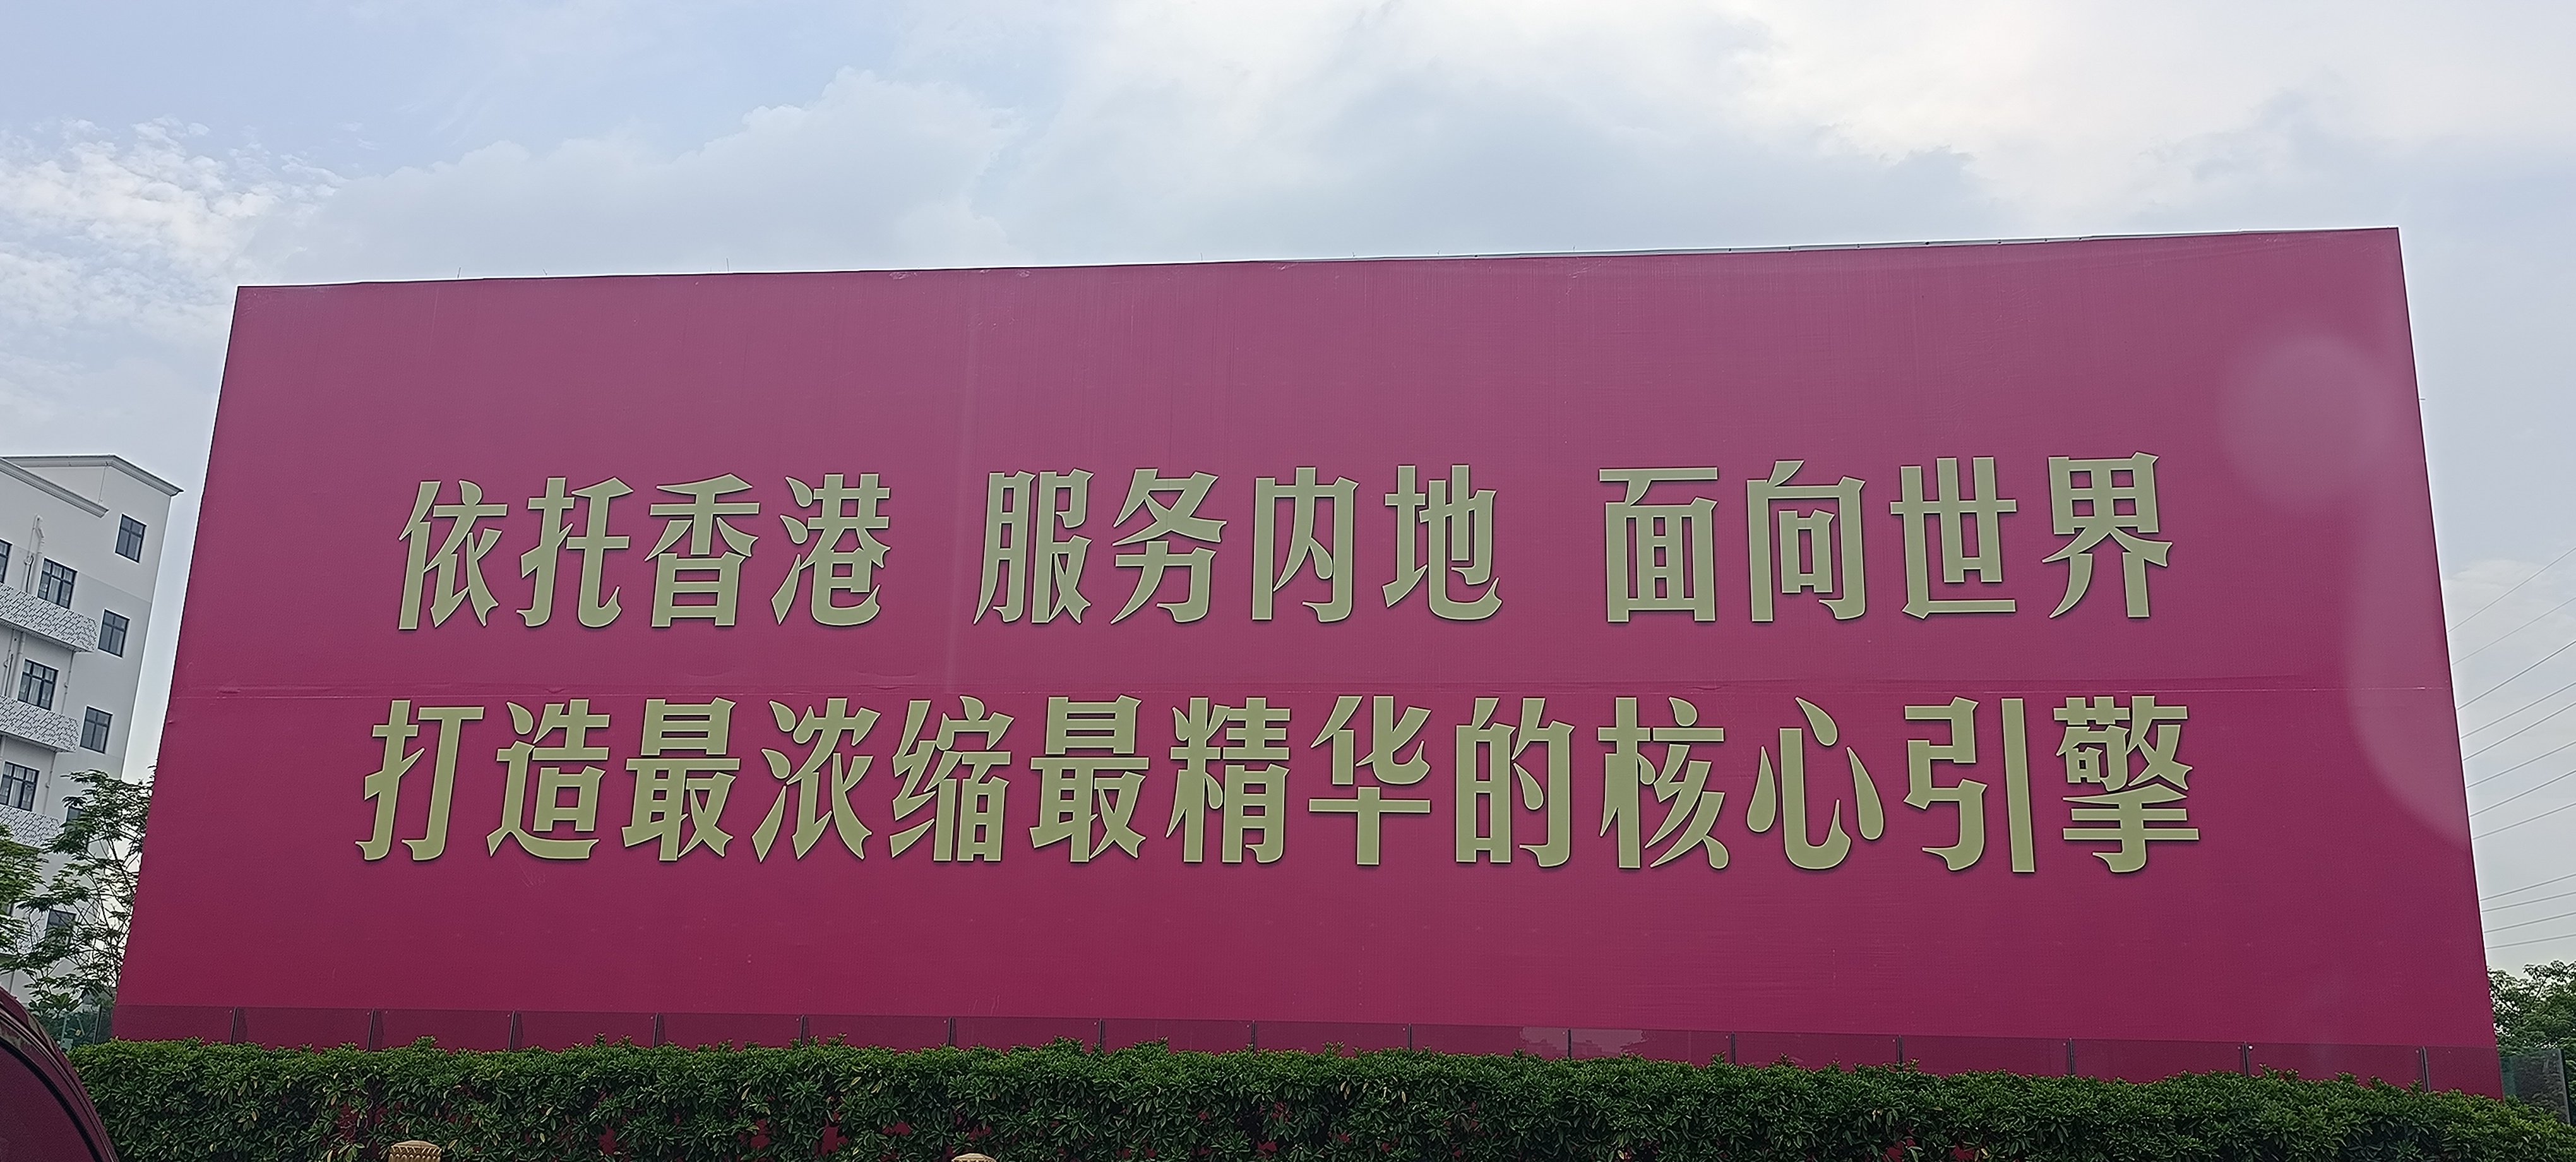 依托香港 服务内地 面向世界
打造最浓缩最精华的核心引擎